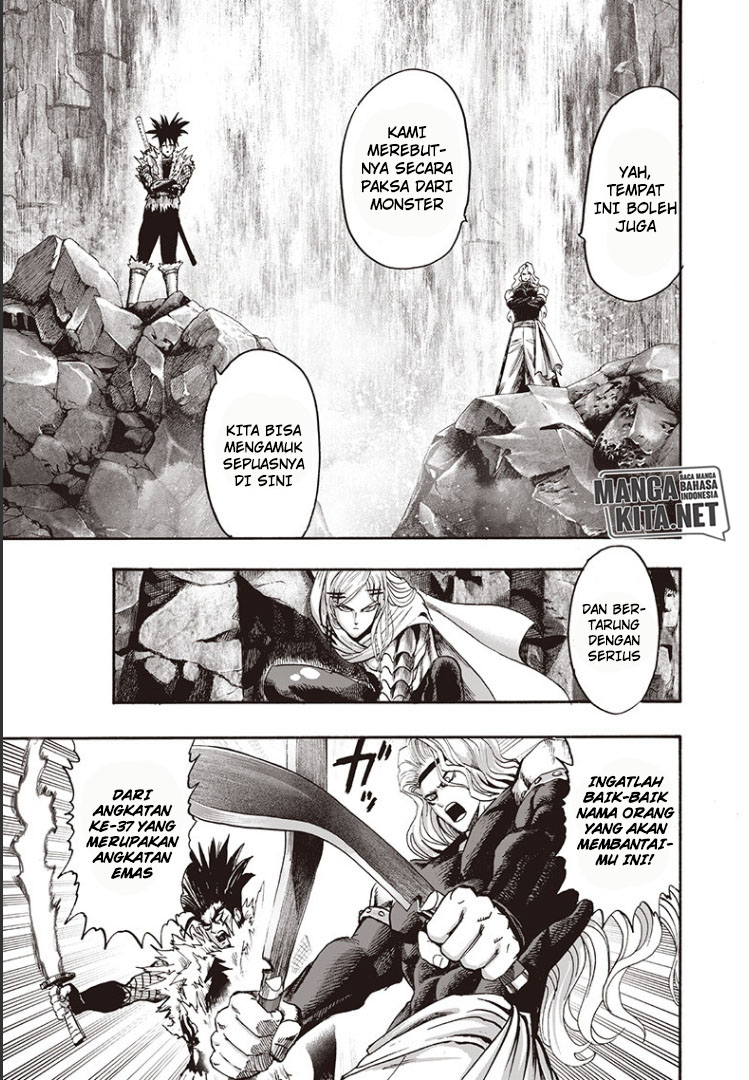 YAH,
TEMPAT
INI BOLEH
JUGA
KAMI
MEREBUT-
NYA SECARA
PAKSA DARI
MONSTER
KITA BISA
MENGAMUK
SEPUASNYA
DI SINI
MANGA
KITA.NET
BACA MANGA
BAHASA
INDONESIA
DAN BER-
TARUNG
DENGAN
SERIUS
INGATLAH
BAIK-BAIK
NAMA ORANG
YANG AKAN
MEMBANTAI-
MU INI!
ガガ
DARI
ANGKATAN
KE-37 YANG
MERUPAKAN
ANGKATAN
EMAS